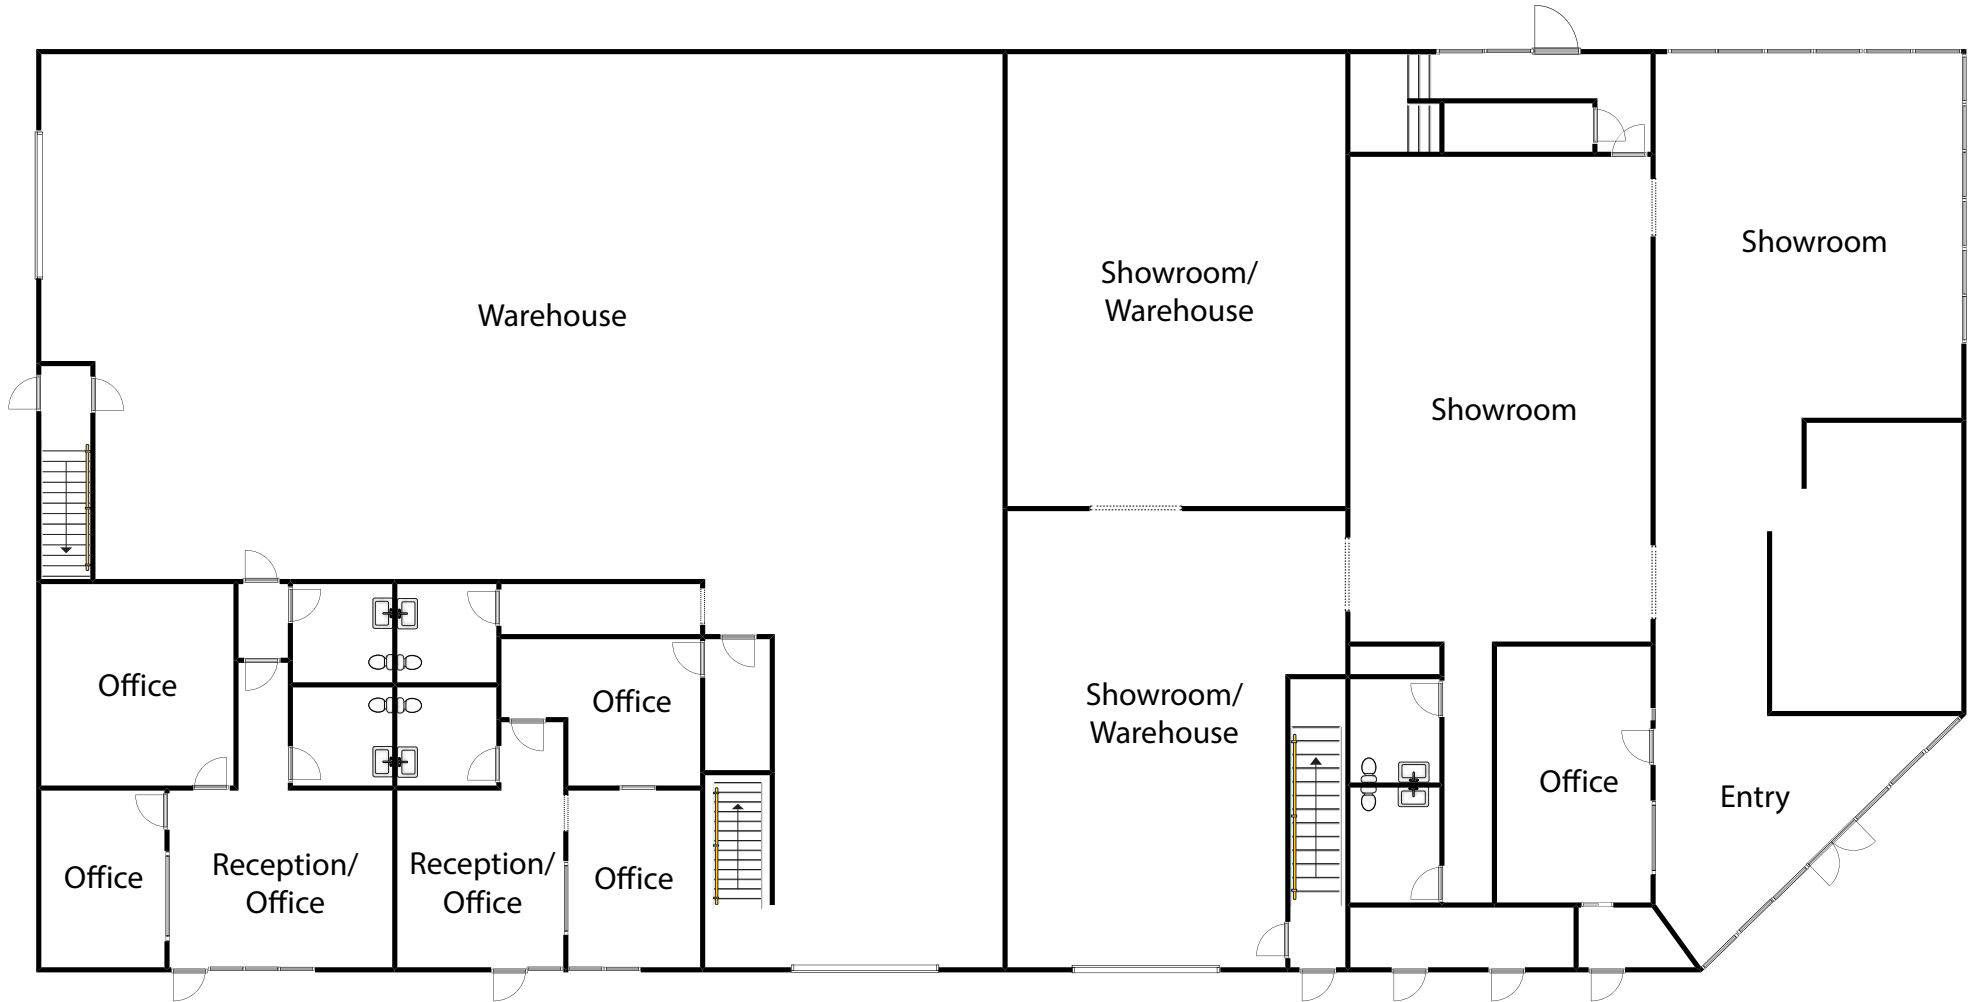 Showroom
Showroom/
Warehouse
Warehouse
Showroom
Office
Office
Showroom/
Warehouse
Office
Entry
Office
Reception/
Office
Reception/
Office
Office